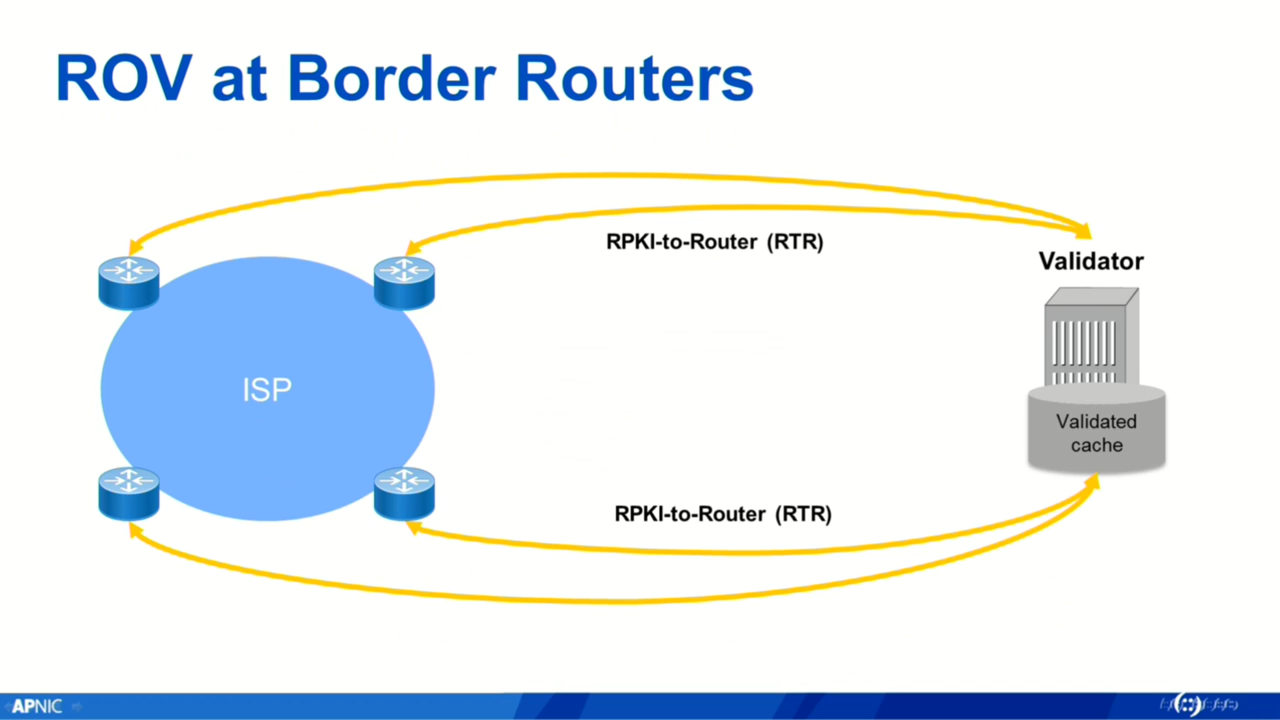 ROV at Border Routers
RPKI-to-Router (RTR)
Validator
ISP
Validated
cache
RPKI-to-Router (RTR)
APNIC